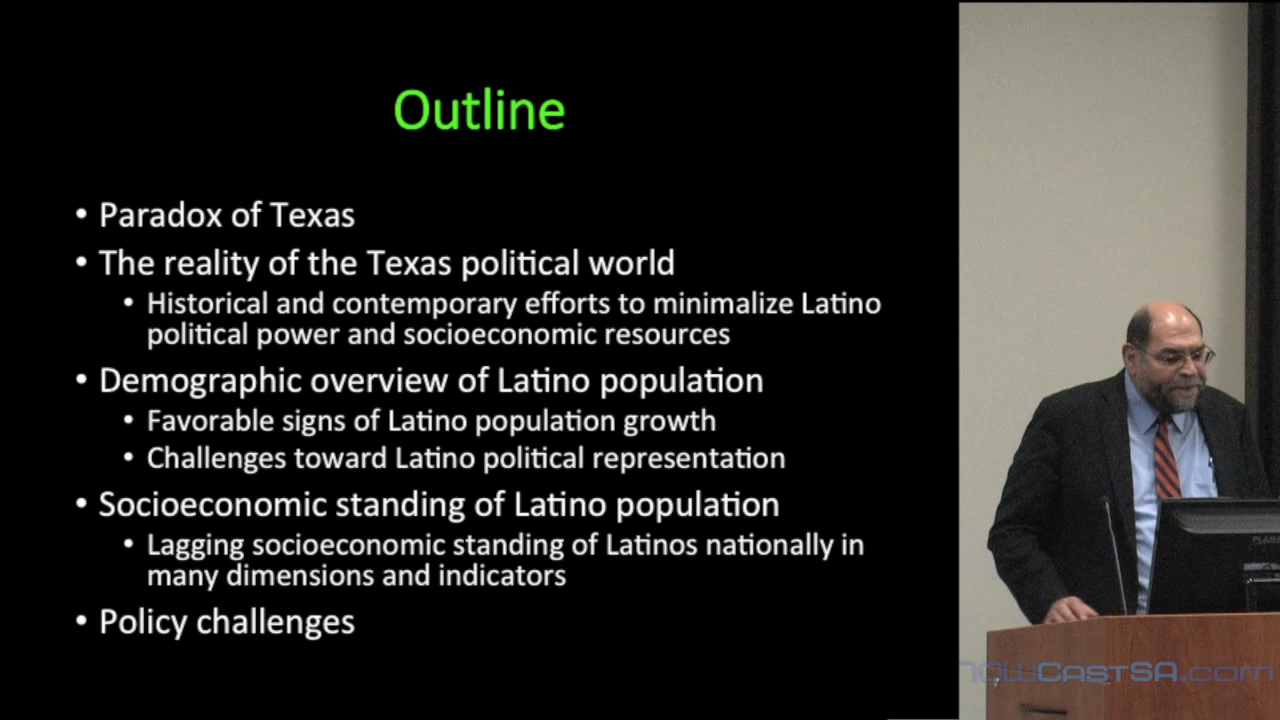 Outline
• Paradox of Texas
• The reality of the Texas political world
• Historical and contemporary efforts to minimalize Latino
political power and socioeconomic resources
• Demographic overview of Latino population
• Favorable signs of Latino population growth
• Challenges toward Latino political representation
• Socioeconomic standing of Latino population
• Lagging socioeconomic standing of Latinos nationally in
many dimensions and indicators
• Policy challenges
NOWCastSA.com